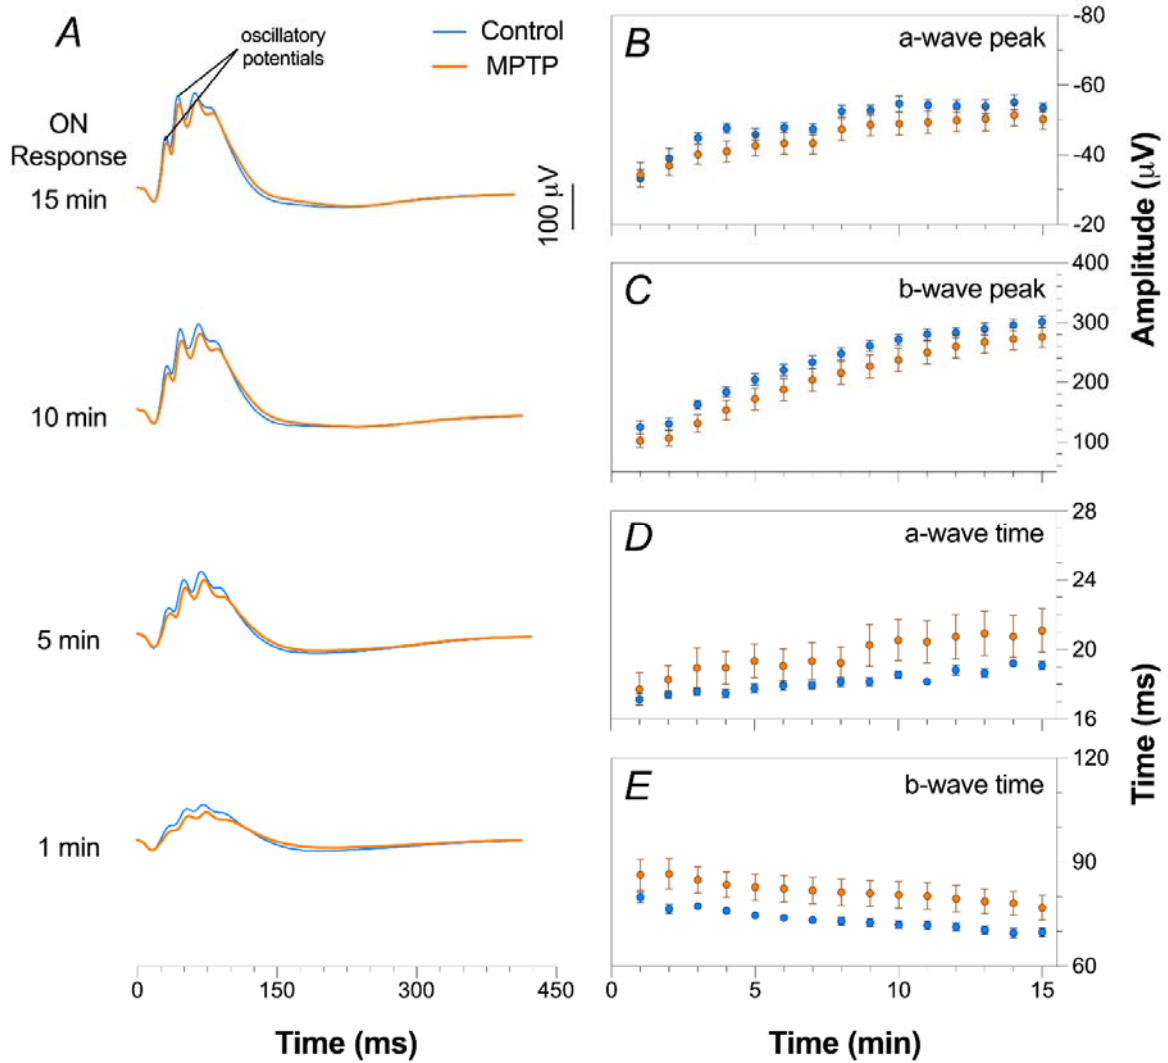 A
oscillatory
potentials
Control
MPTP
ON
Response
15 min
100 μV
10 min
5 min
1 min
0 150 300 450
Time (ms)
B
a-wave peak
-80
-60
-40
-20
C
b-wave peak
400
300
200
100
Amplitude (μV)
D
a-wave time
28
24
20
16
E
b-wave time
120
90
60
Time (ms)
0 5 10 15
Time (min)